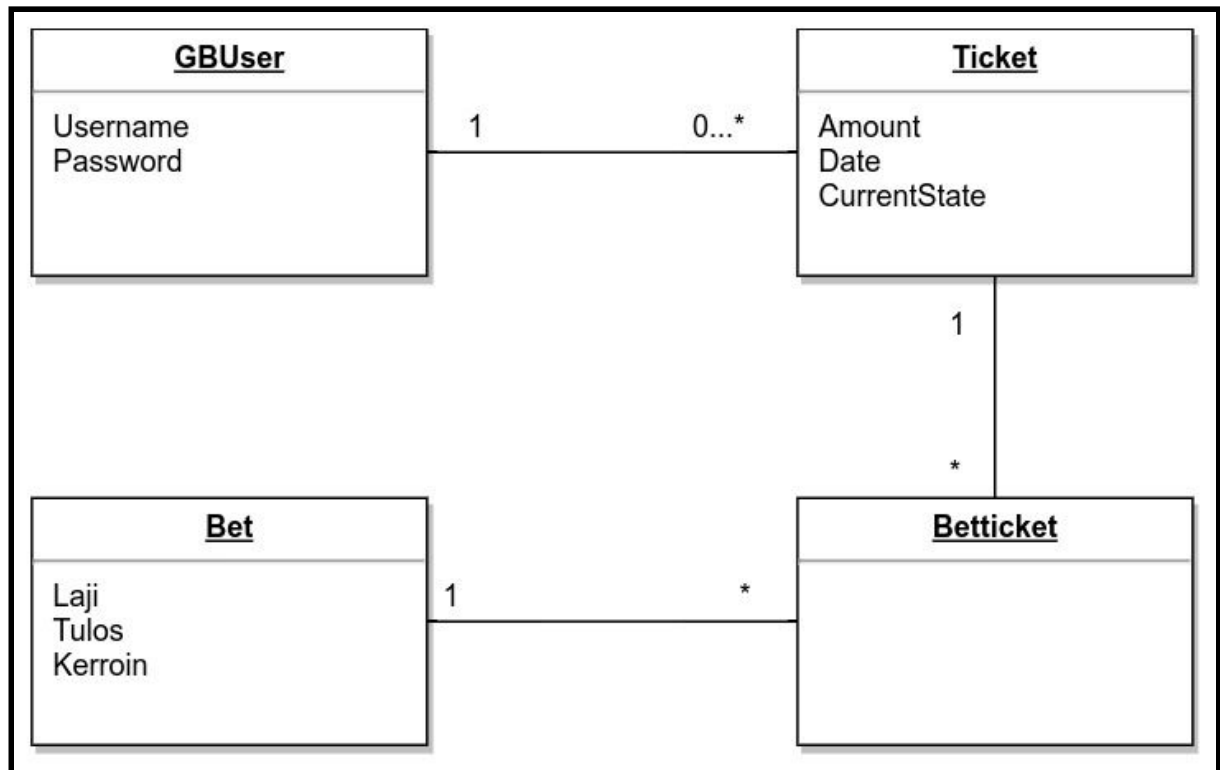 GBUser
Username
Password
1
0...*
Ticket
Amount
Date
CurrentState
1
*
Bet
Laji
Tulos
Kerroin
1
*
Betticket